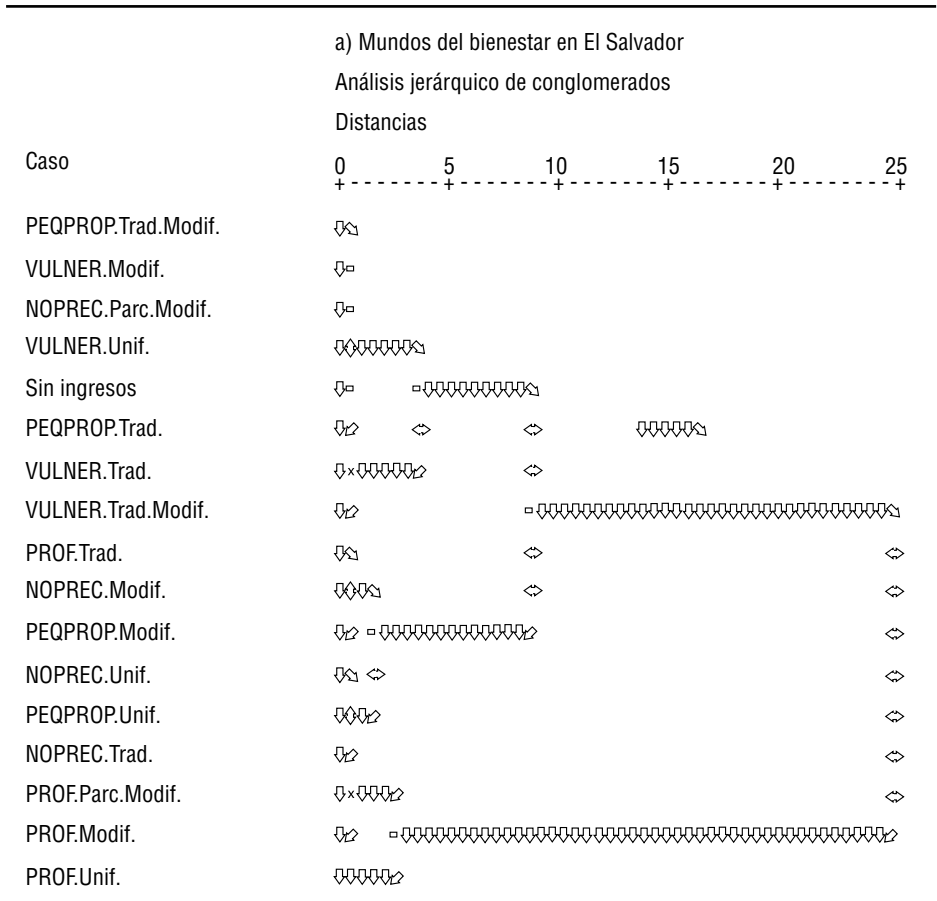 a) Mundos del bienestar en El Salvador
Análisis jerárquico de conglomerados
Distancias
Caso 0 5 10 15 20 25
PEQPROP.Trad.Modif.
VULNER.Modif.
NOPREC.Parc.Modif.
VULNER.Unif.
Sin ingresos
PEQPROP.Trad.
VULNER.Trad.
VULNER.Trad.Modif.
PROF.Trad.
NOPREC.Modif.
PEQPROP.Modif.
NOPREC.Unif.
PEQPROP.Unif.
NOPREC.Trad.
PROF.Parc.Modif.
PROF.Modif.
PROF.Unif.